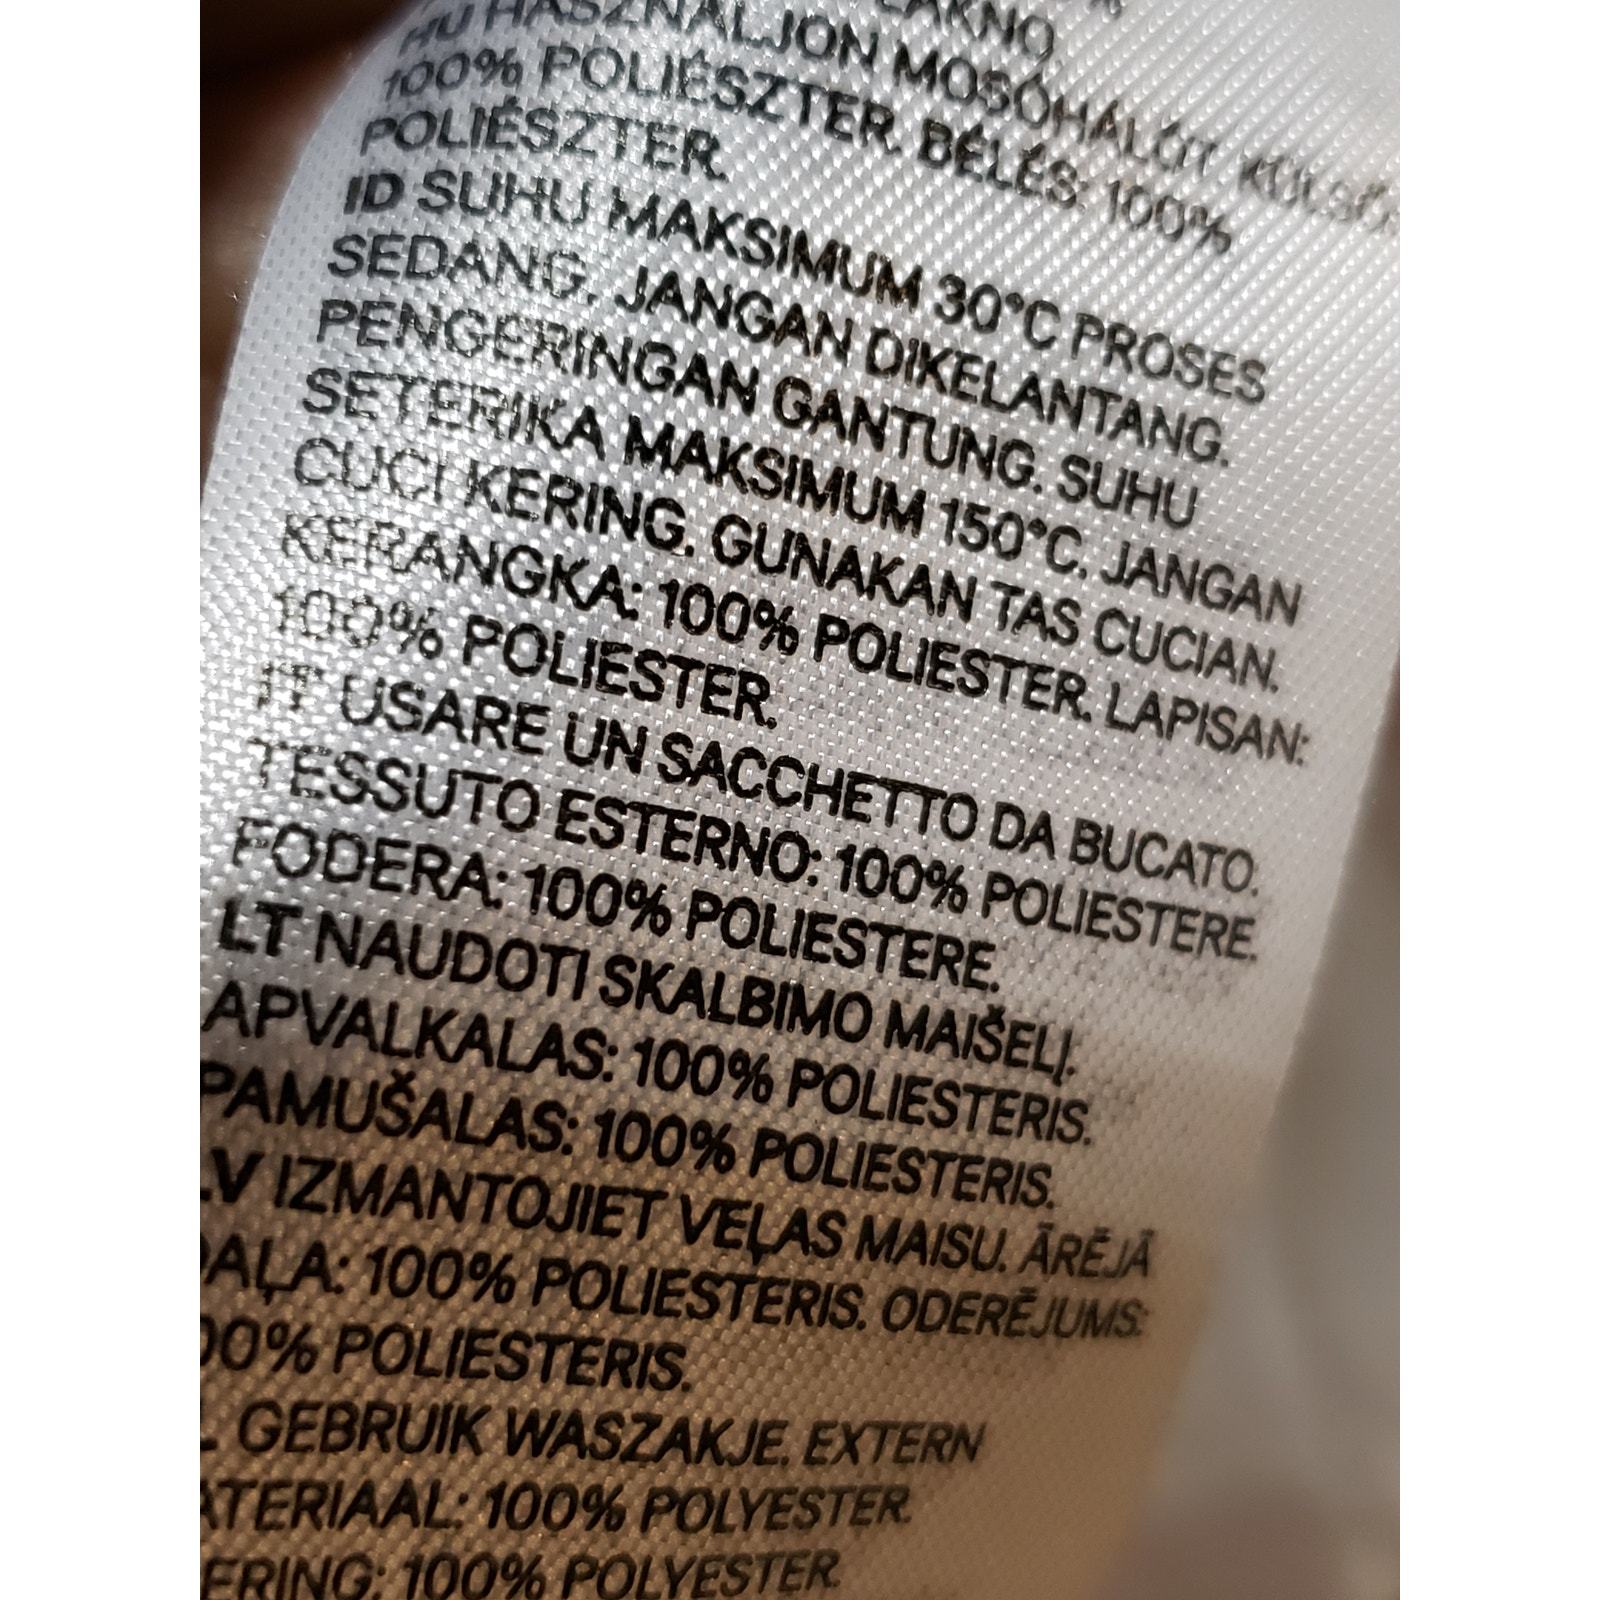 HU HASZNÁLJON MOSÓHÁLÓT. KÜLSŐ:
100% POLIÉSZTER. BÉLÉS: 100%
POLIÉSZTER.
ID SUHU MAKSIMUM 30°C PROSES
SEDANG. JANGAN DIKELANTANG.
PENGERINGAN GANTUNG. SUHU
SETERIKA MAKSIMUM 150°C. JANGAN
CUCI KERING. GUNAKAN TAS CUCIAN.
KERANGKA: 100% POLIESTER. LAPISAN:
100% POLIESTER.
IT USARE UN SACCHETTO DA BUCATO.
TESSUTO ESTERNO: 100% POLIESTERE.
FODERA: 100% POLIESTERE.
LT NAUDOTI SKALBIMO MAIŠELĮ.
APVALKALAS: 100% POLIESTERIS.
PAMUŠALAS: 100% POLIESTERIS.
LV IZMANTOJIET VEĻAS MAISU. ĀRĒJĀ
DAĻA: 100% POLIESTERIS. ODERĒJUMS:
00% POLIESTERIS.
L GEBRUIK WASZAKJE. EXTERN
ATERIAAL: 100% POLYESTER.
ERING: 100% POLYESTER.